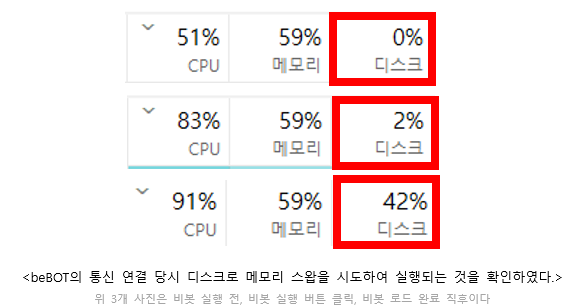 51% 59% 0%
CPU 메모리 디스크
83% 59% 2%
CPU 메모리 디스크
91% 59% 42%
CPU 메모리 디스크
<beBOT의 통신 연결 당시 디스크로 메모리 스왑을 시도하여 실행되는 것을 확인하였다.>
위 3개 사진은 비봇 실행 전, 비봇 실행 버튼 클릭, 비봇 로드 완료 직후이다